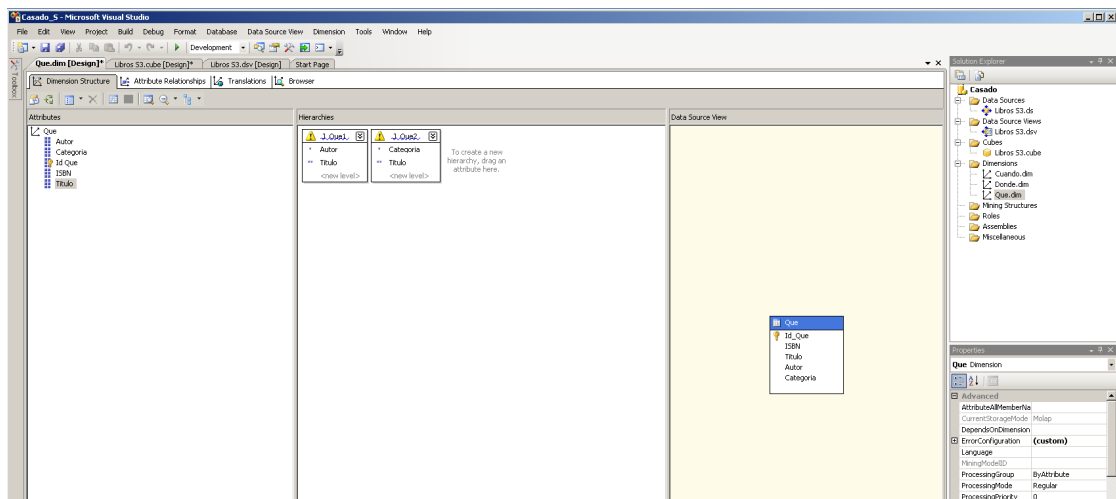 Casado_S - Microsoft Visual Studio
File Edit View Project Build Debug Format Database Data Source View Dimension Tools Window Help
Development
Toolbox
Que.dim [Design]* Libros S3.cube [Design]* Libros S3.dsv [Design] Start Page
Dimension Structure Attribute Relationships Translations Browser
Attributes
Que
Autor
Categoria
Id Que
ISBN
Titulo
Hierarchies
J_Que1
Autor
Titulo
<new level>
J_Que2
Categoria
Titulo
<new level>
To create a new
hierarchy, drag an
attribute here.
Data Source View
Que
Id_Que
ISBN
Titulo
Autor
Categoria
Solution Explorer
Casado
Data Sources
Libros S3.ds
Data Source Views
Libros S3.dsv
Cubes
Libros S3.cube
Dimensions
Cuando.dim
Donde.dim
Que.dim
Mining Structures
Roles
Assemblies
Miscellaneous
Properties
Que Dimension
Advanced
AttributeAllMemberNa
CurrentStorageMode Molap
DependsOnDimension
ErrorConfiguration (custom)
Language
MiningModelID
ProcessingGroup ByAttribute
ProcessingMode Regular
ProcessingPriority 0